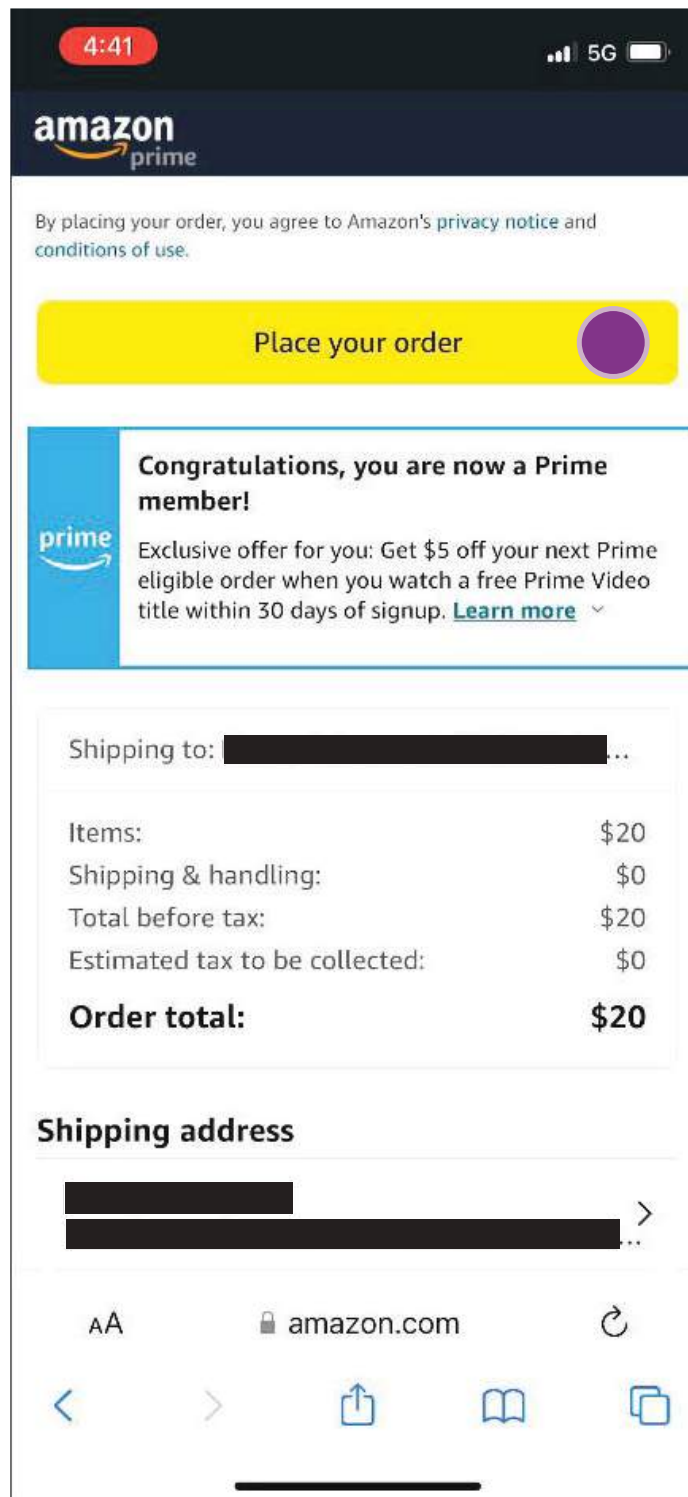 4:41 5G
amazon
prime
By placing your order, you agree to Amazon's privacy notice and
conditions of use.
Place your order
Congratulations, you are now a Prime
member!
prime
Exclusive offer for you: Get $5 off your next Prime
eligible order when you watch a free Prime Video
title within 30 days of signup. Learn more
Shipping to: ...
Items: $20
Shipping & handling: $0
Total before tax: $20
Estimated tax to be collected: $0
Order total: $20
Shipping address
...
AA amazon.com